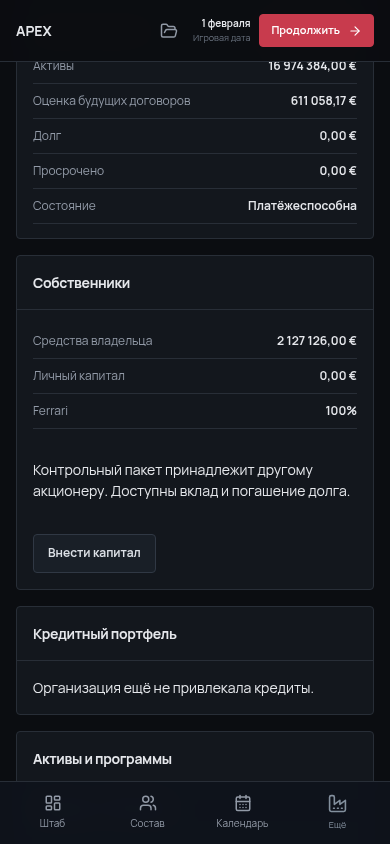 APEX
1 февраля
Игровая дата
Продолжить
Активы 16 974 384,00 €
Оценка будущих договоров 611 058,17 €
Долг 0,00 €
Просрочено 0,00 €
Состояние Платёжеспособна
Собственники
Средства владельца 2 127 126,00 €
Личный капитал 0,00 €
Ferrari 100%
Контрольный пакет принадлежит другому
акционеру. Доступны вклад и погашение долга.
Внести капитал
Кредитный портфель
Организация ещё не привлекала кредиты.
Активы и программы
Штаб Состав Календарь Ещё